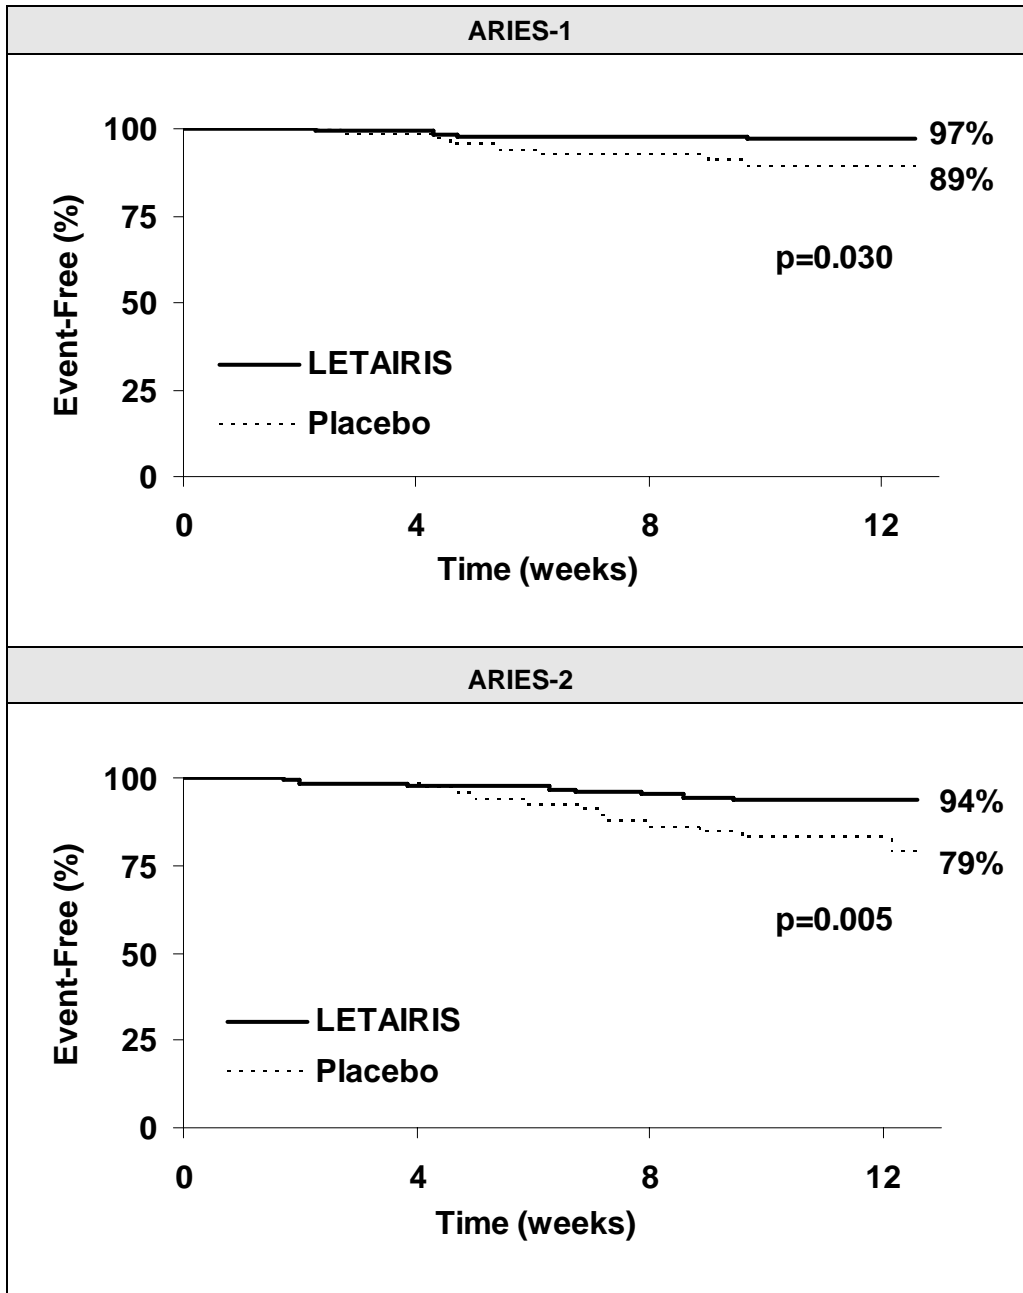 ARIES-1
100
75
50
25
0
Event-Free (%)
97%
89%
p=0.030
LETAIRIS
Placebo
0 4 8 12
Time (weeks)
ARIES-2
100
75
50
25
0
Event-Free (%)
94%
79%
p=0.005
LETAIRIS
Placebo
0 4 8 12
Time (weeks)